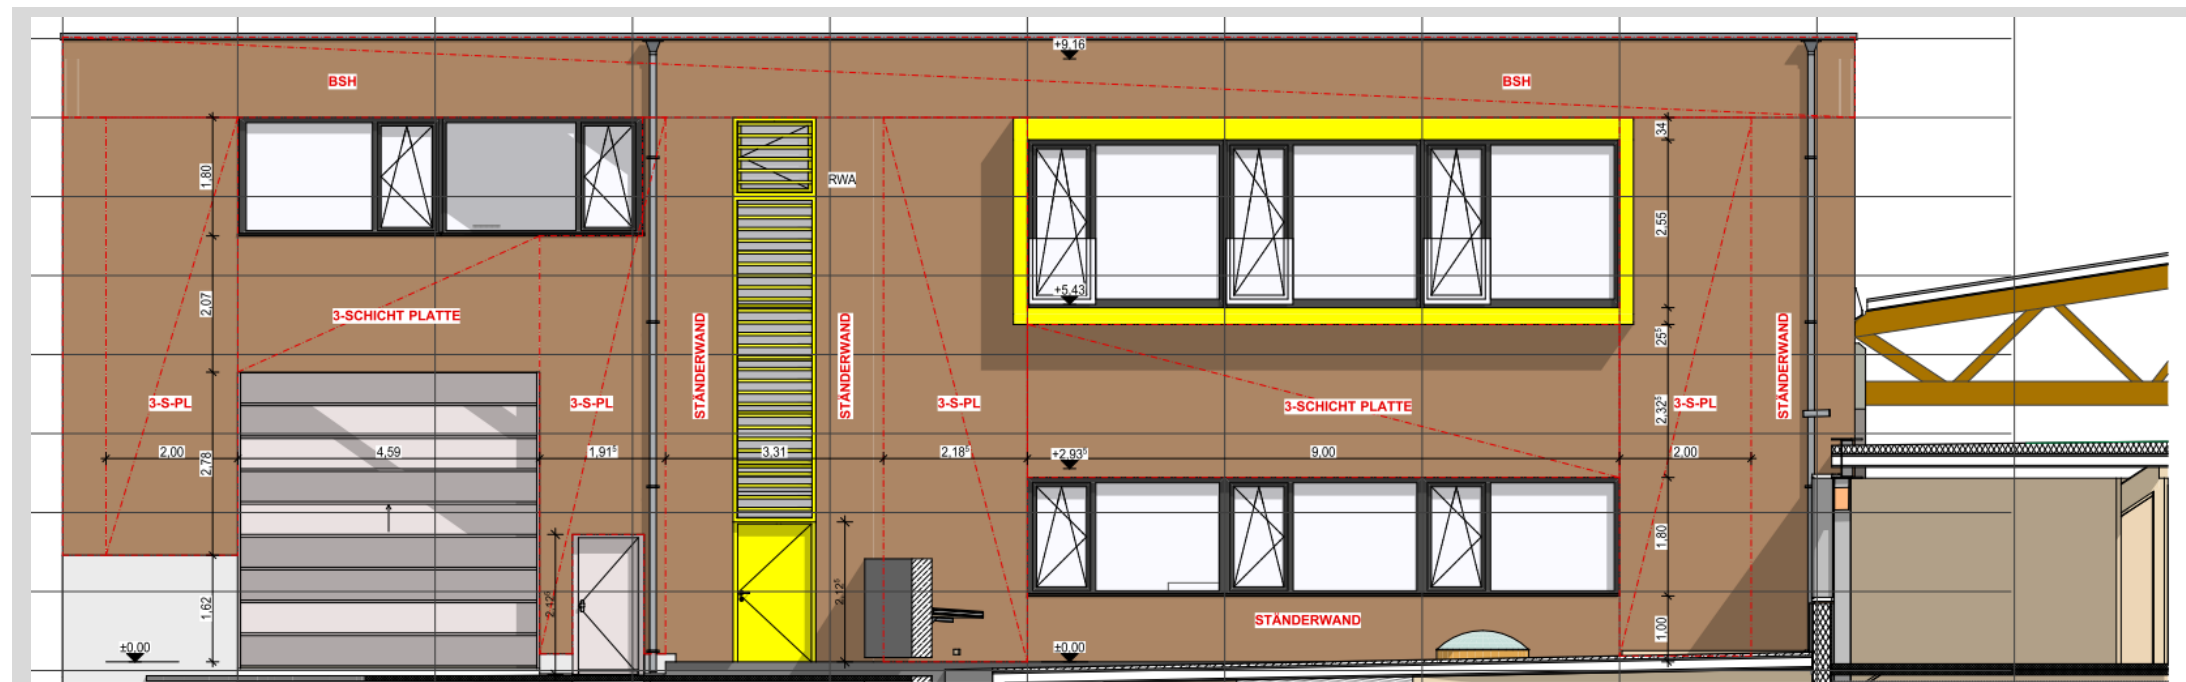 +9,16
BSH
BSH
34
1,80
RWA
2,55
+5,43
2,07
25⁵
3-SCHICHT PLATTE
STÄNDERWAND
STÄNDERWAND
STÄNDERWAND
3-S-PL
3-S-PL
3-S-PL
3-SCHICHT PLATTE
2,32⁵
3-S-PL
2,00
2,78
4,59
1,91⁵
3,31
2,18⁵
+2,93⁵
9,00
2,00
1,80
2,42⁵
2,12⁵
1,62
STÄNDERWAND
1,00
±0,00
±0,00